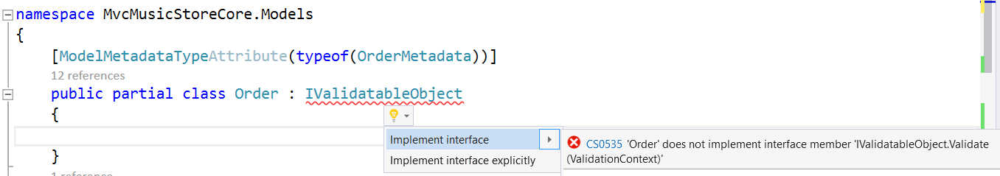 namespace MvcMusicStoreCore.Models
{
[ModelMetadataTypeAttribute(typeof(OrderMetadata))]
12 references
public partial class Order : IValidatableObject
{
Implement interface
CS0535 'Order' does not implement interface member 'IValidatableObject.Validate
(ValidationContext)'
Implement interface explicitly
}
1 reference